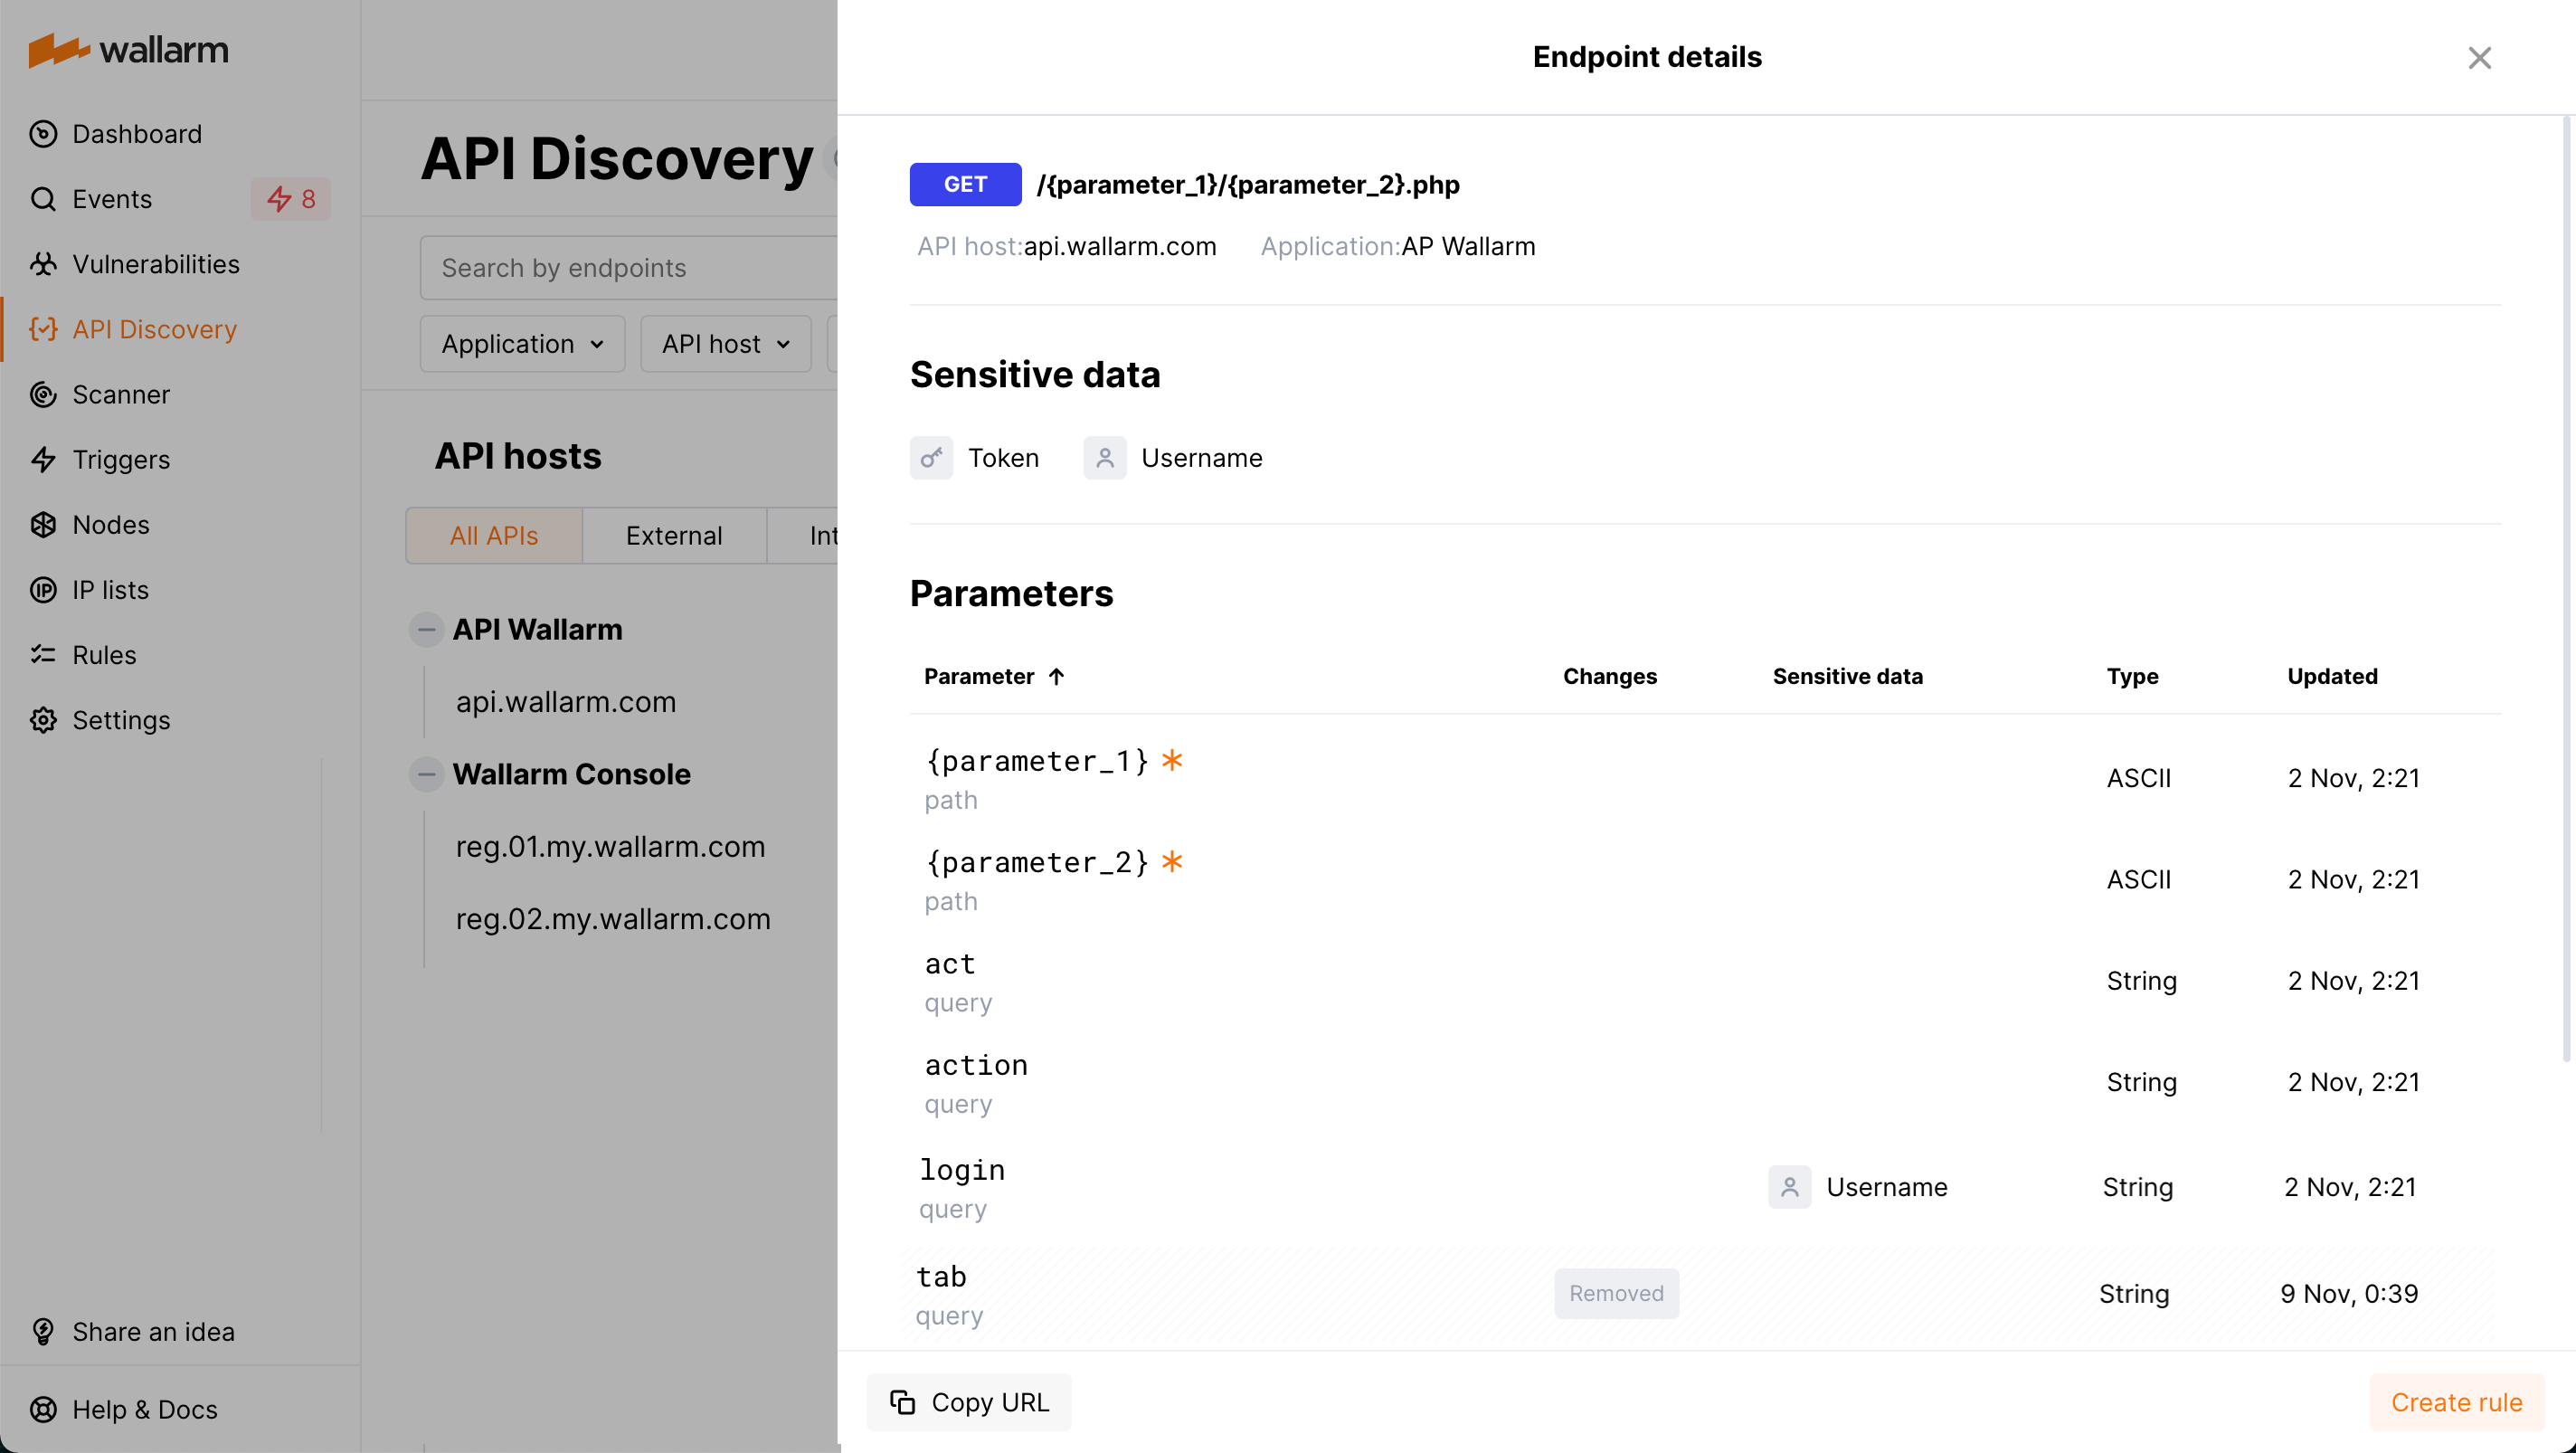 wallarm
Dashboard
Events 8
Vulnerabilities
API Discovery
Scanner
Triggers
Nodes
IP lists
Rules
Settings
Share an idea
Help & Docs
API Discovery
Search by endpoints
Application API host
API hosts
All APIs External Int
API Wallarm
api.wallarm.com
Wallarm Console
reg.01.my.wallarm.com
reg.02.my.wallarm.com
Endpoint details
GET /{parameter_1}/{parameter_2}.php
API host:api.wallarm.com Application:AP Wallarm
Sensitive data
Token Username
Parameters
Parameter ↑ Changes Sensitive data Type Updated
{parameter_1} * ASCII 2 Nov, 2:21
path
{parameter_2} * ASCII 2 Nov, 2:21
path
act String 2 Nov, 2:21
query
action String 2 Nov, 2:21
query
login Username String 2 Nov, 2:21
query
tab Removed String 9 Nov, 0:39
query
Copy URL Create rule